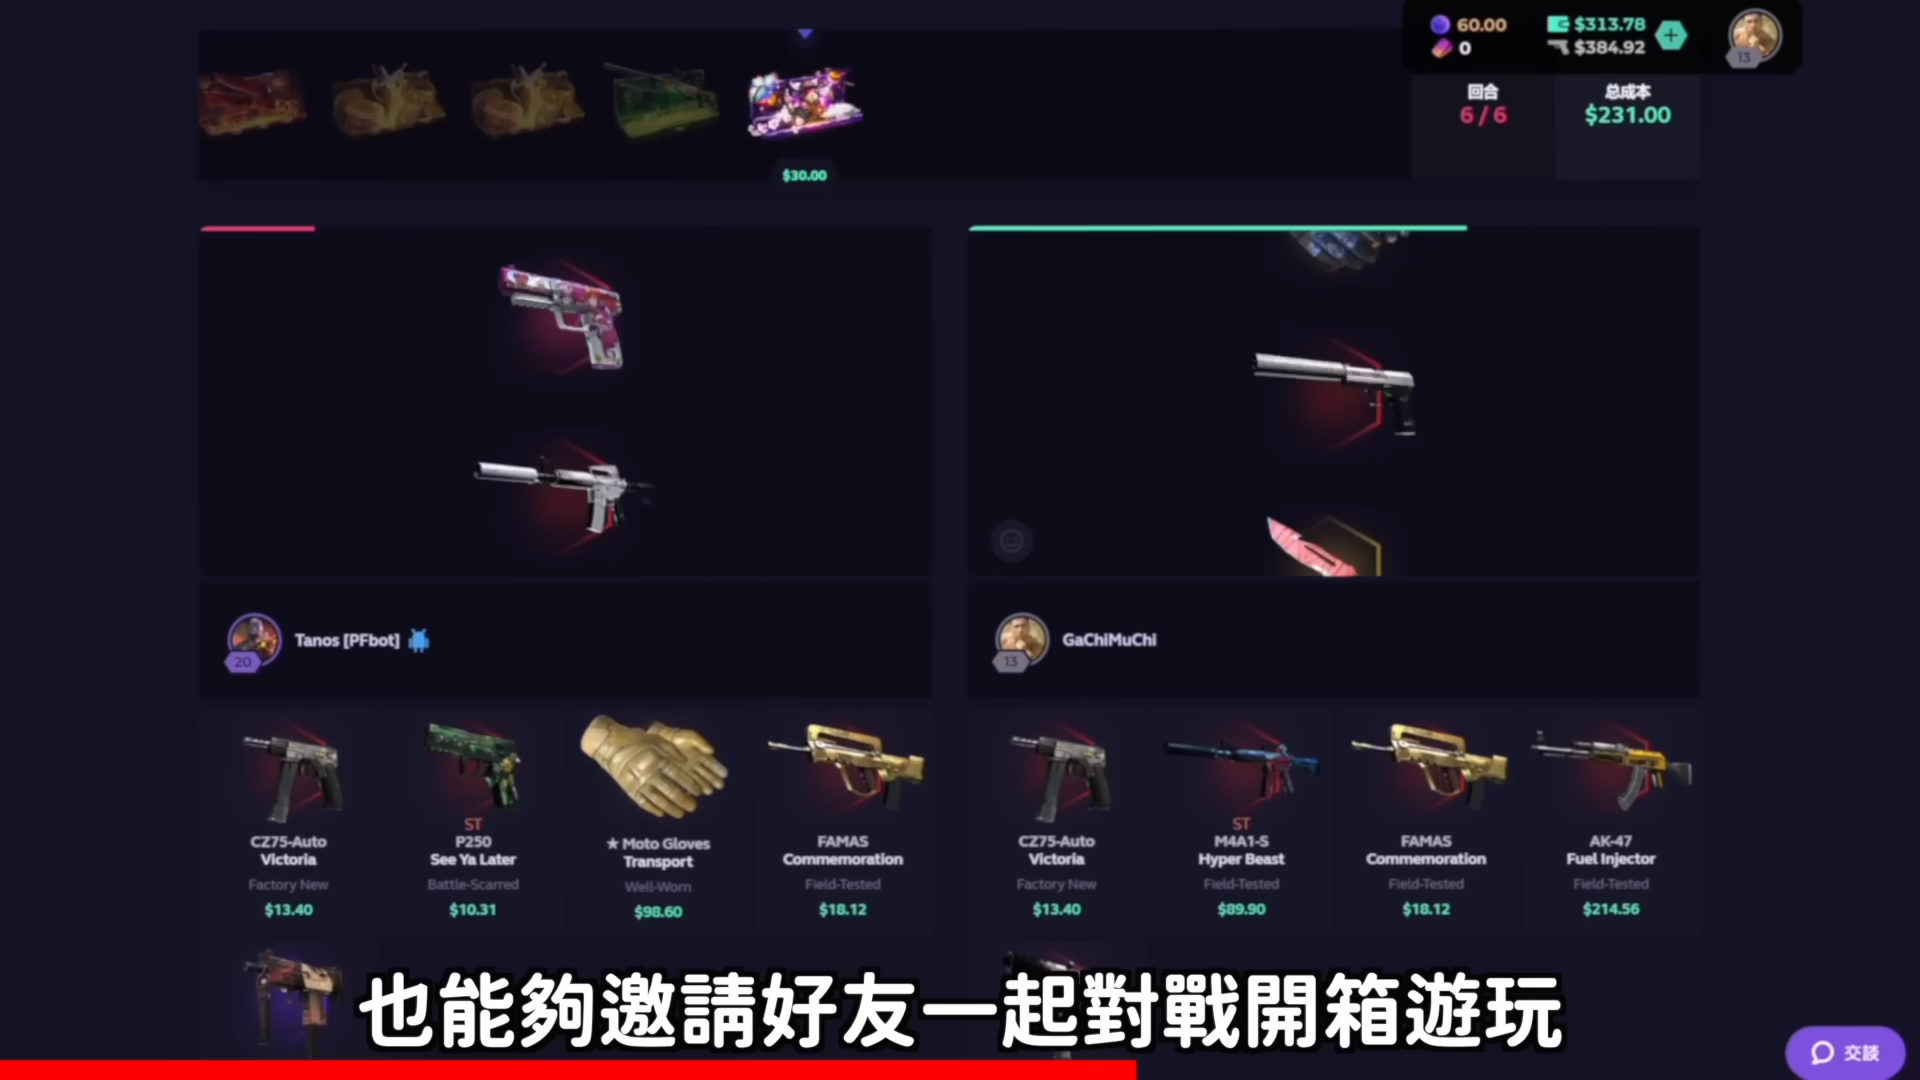 60.00
$313.78
0
$384.92
13
回合
总成本
6 / 6
$231.00
$30.00
20
Tanos [PFbot]
13
GaChiMuChi
CZ75-Auto
Victoria
Factory New
$13.40
ST
P250
See Ya Later
Battle-Scarred
$10.31
★ Moto Gloves
Transport
Well-Worn
$98.60
FAMAS
Commemoration
Field-Tested
$18.12
CZ75-Auto
Victoria
Factory New
$13.40
ST
M4A1-S
Hyper Beast
Field-Tested
$89.90
FAMAS
Commemoration
Field-Tested
$18.12
AK-47
Fuel Injector
Field-Tested
$214.56
也能夠邀請好友一起對戰開箱遊玩
交談